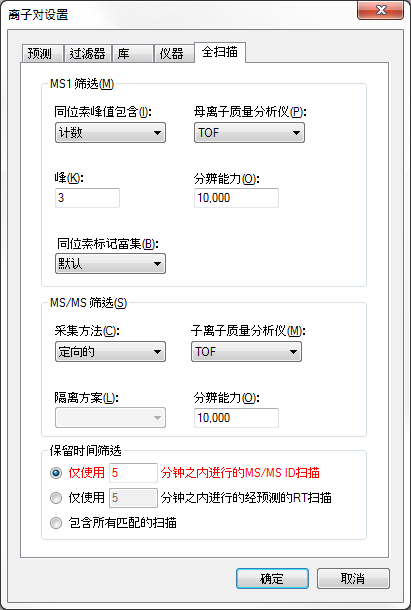 离子对设置
预测 过滤器 库 仪器 全扫描
MS1 筛选(M)
同位素峰值包含(I): 母离子质量分析仪(P):
计数 TOF
峰(K): 分辨能力(O):
3 10,000
同位素标记富集(B):
默认
MS/MS 筛选(S)
采集方法(C): 子离子质量分析仪(M):
定向的 TOF
隔离方案(L): 分辨能力(O):
10,000
保留时间筛选
仅使用 5 分钟之内进行的MS/MS ID扫描
仅使用 5 分钟之内进行的经预测的RT扫描
包含所有匹配的扫描
确定 取消